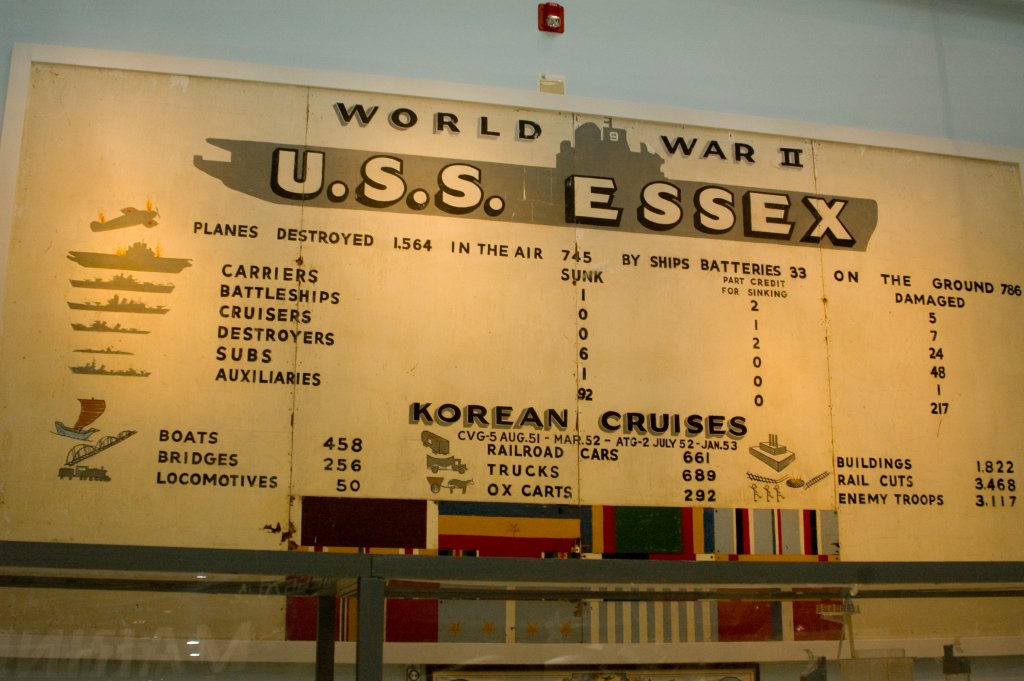 9
WORLD WAR II
U.S.S. ESSEX
PLANES DESTROYED 1.564 IN THE AIR 745 BY SHIPS BATTERIES 33 ON THE GROUND 786
SUNK PART CREDIT FOR SINKING DAMAGED
CARRIERS 1 2 5
BATTLESHIPS 0 1 7
CRUISERS 0 2 24
DESTROYERS 6 0 48
SUBS 1 0 1
AUXILIARIES 92 0 217
KOREAN CRUISES
CVG-5 AUG.51 - MAR.52 - ATG-2 JULY 52-JAN.53
BOATS 458 RAILROAD CARS 661 BUILDINGS 1.822
BRIDGES 256 TRUCKS 689 RAIL CUTS 3.468
LOCOMOTIVES 50 OX CARTS 292 ENEMY TROOPS 3.117